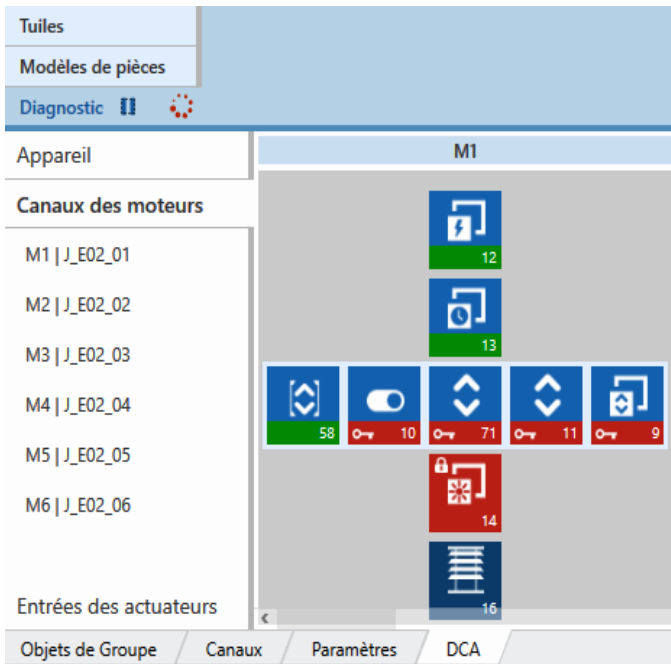 Tuiles
Modèles de pièces
Diagnostic
Appareil
M1
Canaux des moteurs
M1 | J_E02_01
M2 | J_E02_02
M3 | J_E02_03
M4 | J_E02_04
M5 | J_E02_05
M6 | J_E02_06
Entrées des actuateurs
12
13
58 10 71 11 9
14
16
Objets de Groupe Canaux Paramètres DCA